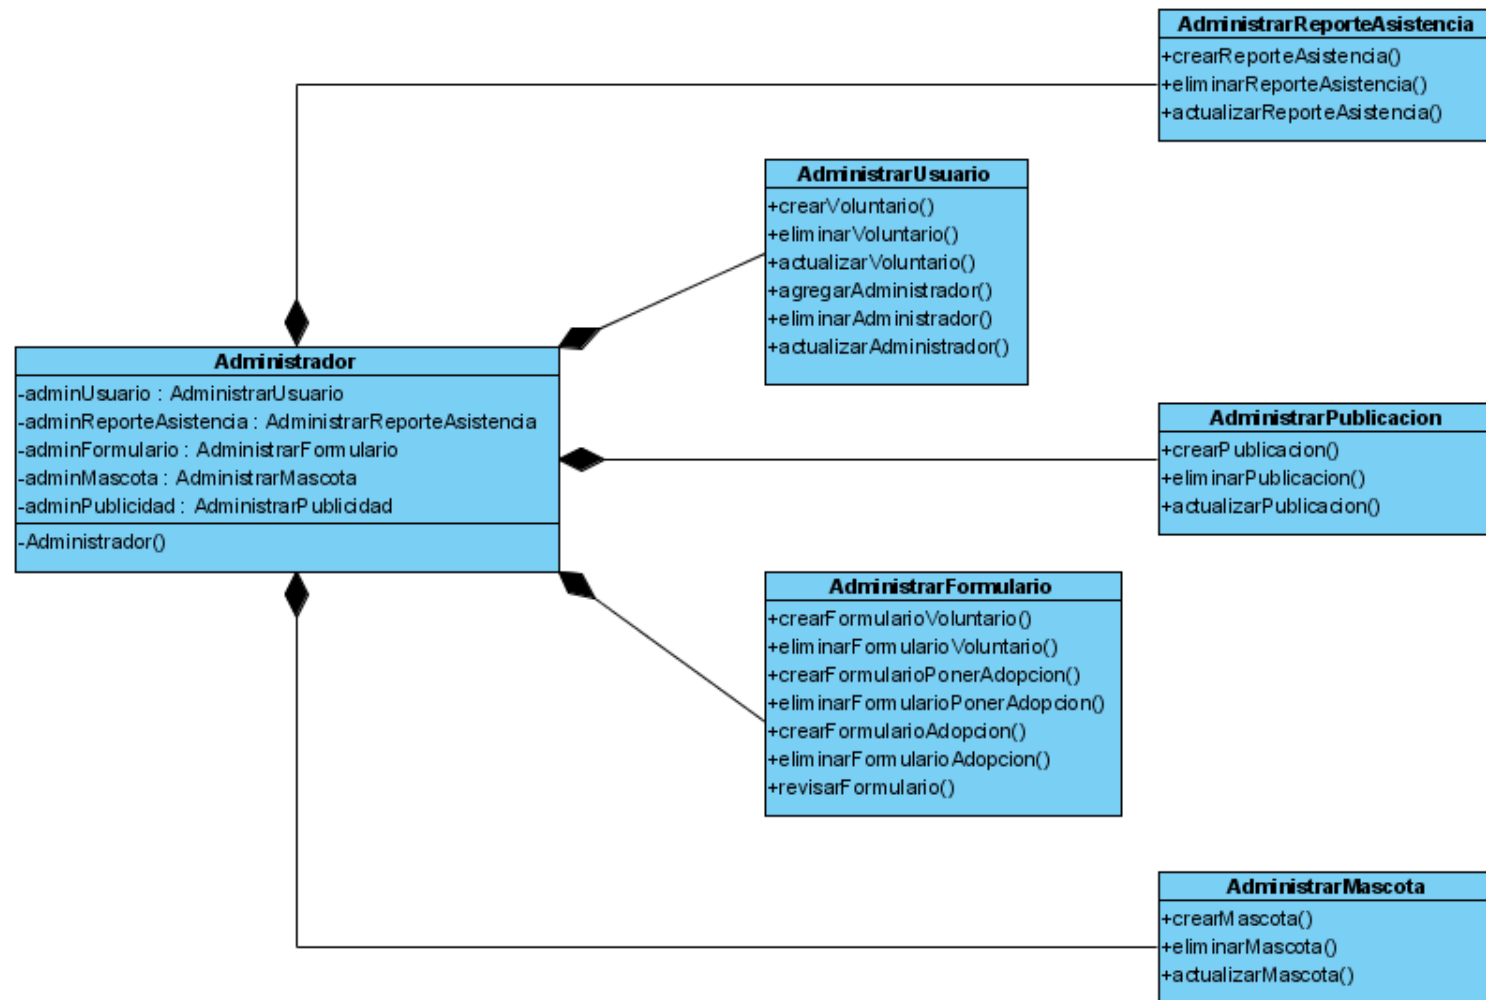 AdministrarReporteAsistencia
+crearReporteAsistencia()
+eliminarReporteAsistencia()
+actualizarReporteAsistencia()
AdministrarUsuario
+crearVoluntario()
+eliminarVoluntario()
+actualizarVoluntario()
+agregarAdministrador()
+eliminarAdministrador()
+actualizarAdministrador()
Administrador
-adminUsuario : AdministrarUsuario
-adminReporteAsistencia : AdministrarReporteAsistencia
-adminFormulario : AdministrarFormulario
-adminMascota : AdministrarMascota
-adminPublicidad : AdministrarPublicidad
-Administrador()
AdministrarPublicacion
+crearPublicacion()
+eliminarPublicacion()
+actualizarPublicacion()
AdministrarFormulario
+crearFormularioVoluntario()
+eliminarFormularioVoluntario()
+crearFormularioPonerAdopcion()
+eliminarFormularioPonerAdopcion()
+crearFormularioAdopcion()
+eliminarFormularioAdopcion()
+revisarFormulario()
AdministrarMascota
+crearMascota()
+eliminarMascota()
+actualizarMascota()